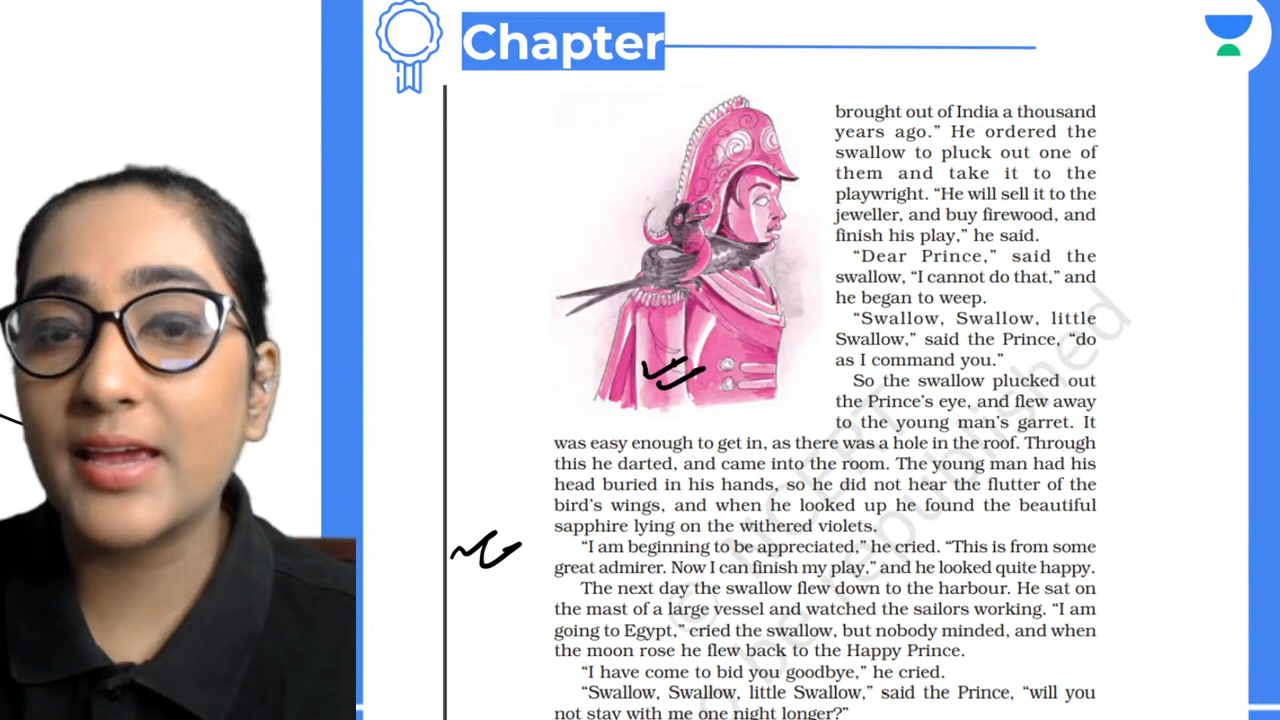 Chapter
brought out of India a thousand
years ago.” He ordered the
swallow to pluck out one of
them and take it to the
playwright. “He will sell it to the
jeweller, and buy firewood, and
finish his play,” he said.
“Dear Prince,” said the
swallow, “I cannot do that,” and
he began to weep.
“Swallow, Swallow, little
Swallow,” said the Prince, “do
as I command you.”
So the swallow plucked out
the Prince’s eye, and flew away
to the young man’s garret. It
was easy enough to get in, as there was a hole in the roof. Through
this he darted, and came into the room. The young man had his
head buried in his hands, so he did not hear the flutter of the
bird’s wings, and when he looked up he found the beautiful
sapphire lying on the withered violets.
“I am beginning to be appreciated,” he cried. “This is from some
great admirer. Now I can finish my play,” and he looked quite happy.
The next day the swallow flew down to the harbour. He sat on
the mast of a large vessel and watched the sailors working. “I am
going to Egypt,” cried the swallow, but nobody minded, and when
the moon rose he flew back to the Happy Prince.
“I have come to bid you goodbye,” he cried.
“Swallow, Swallow, little Swallow,” said the Prince, “will you
not stay with me one night longer?”
© NCERT
be republished